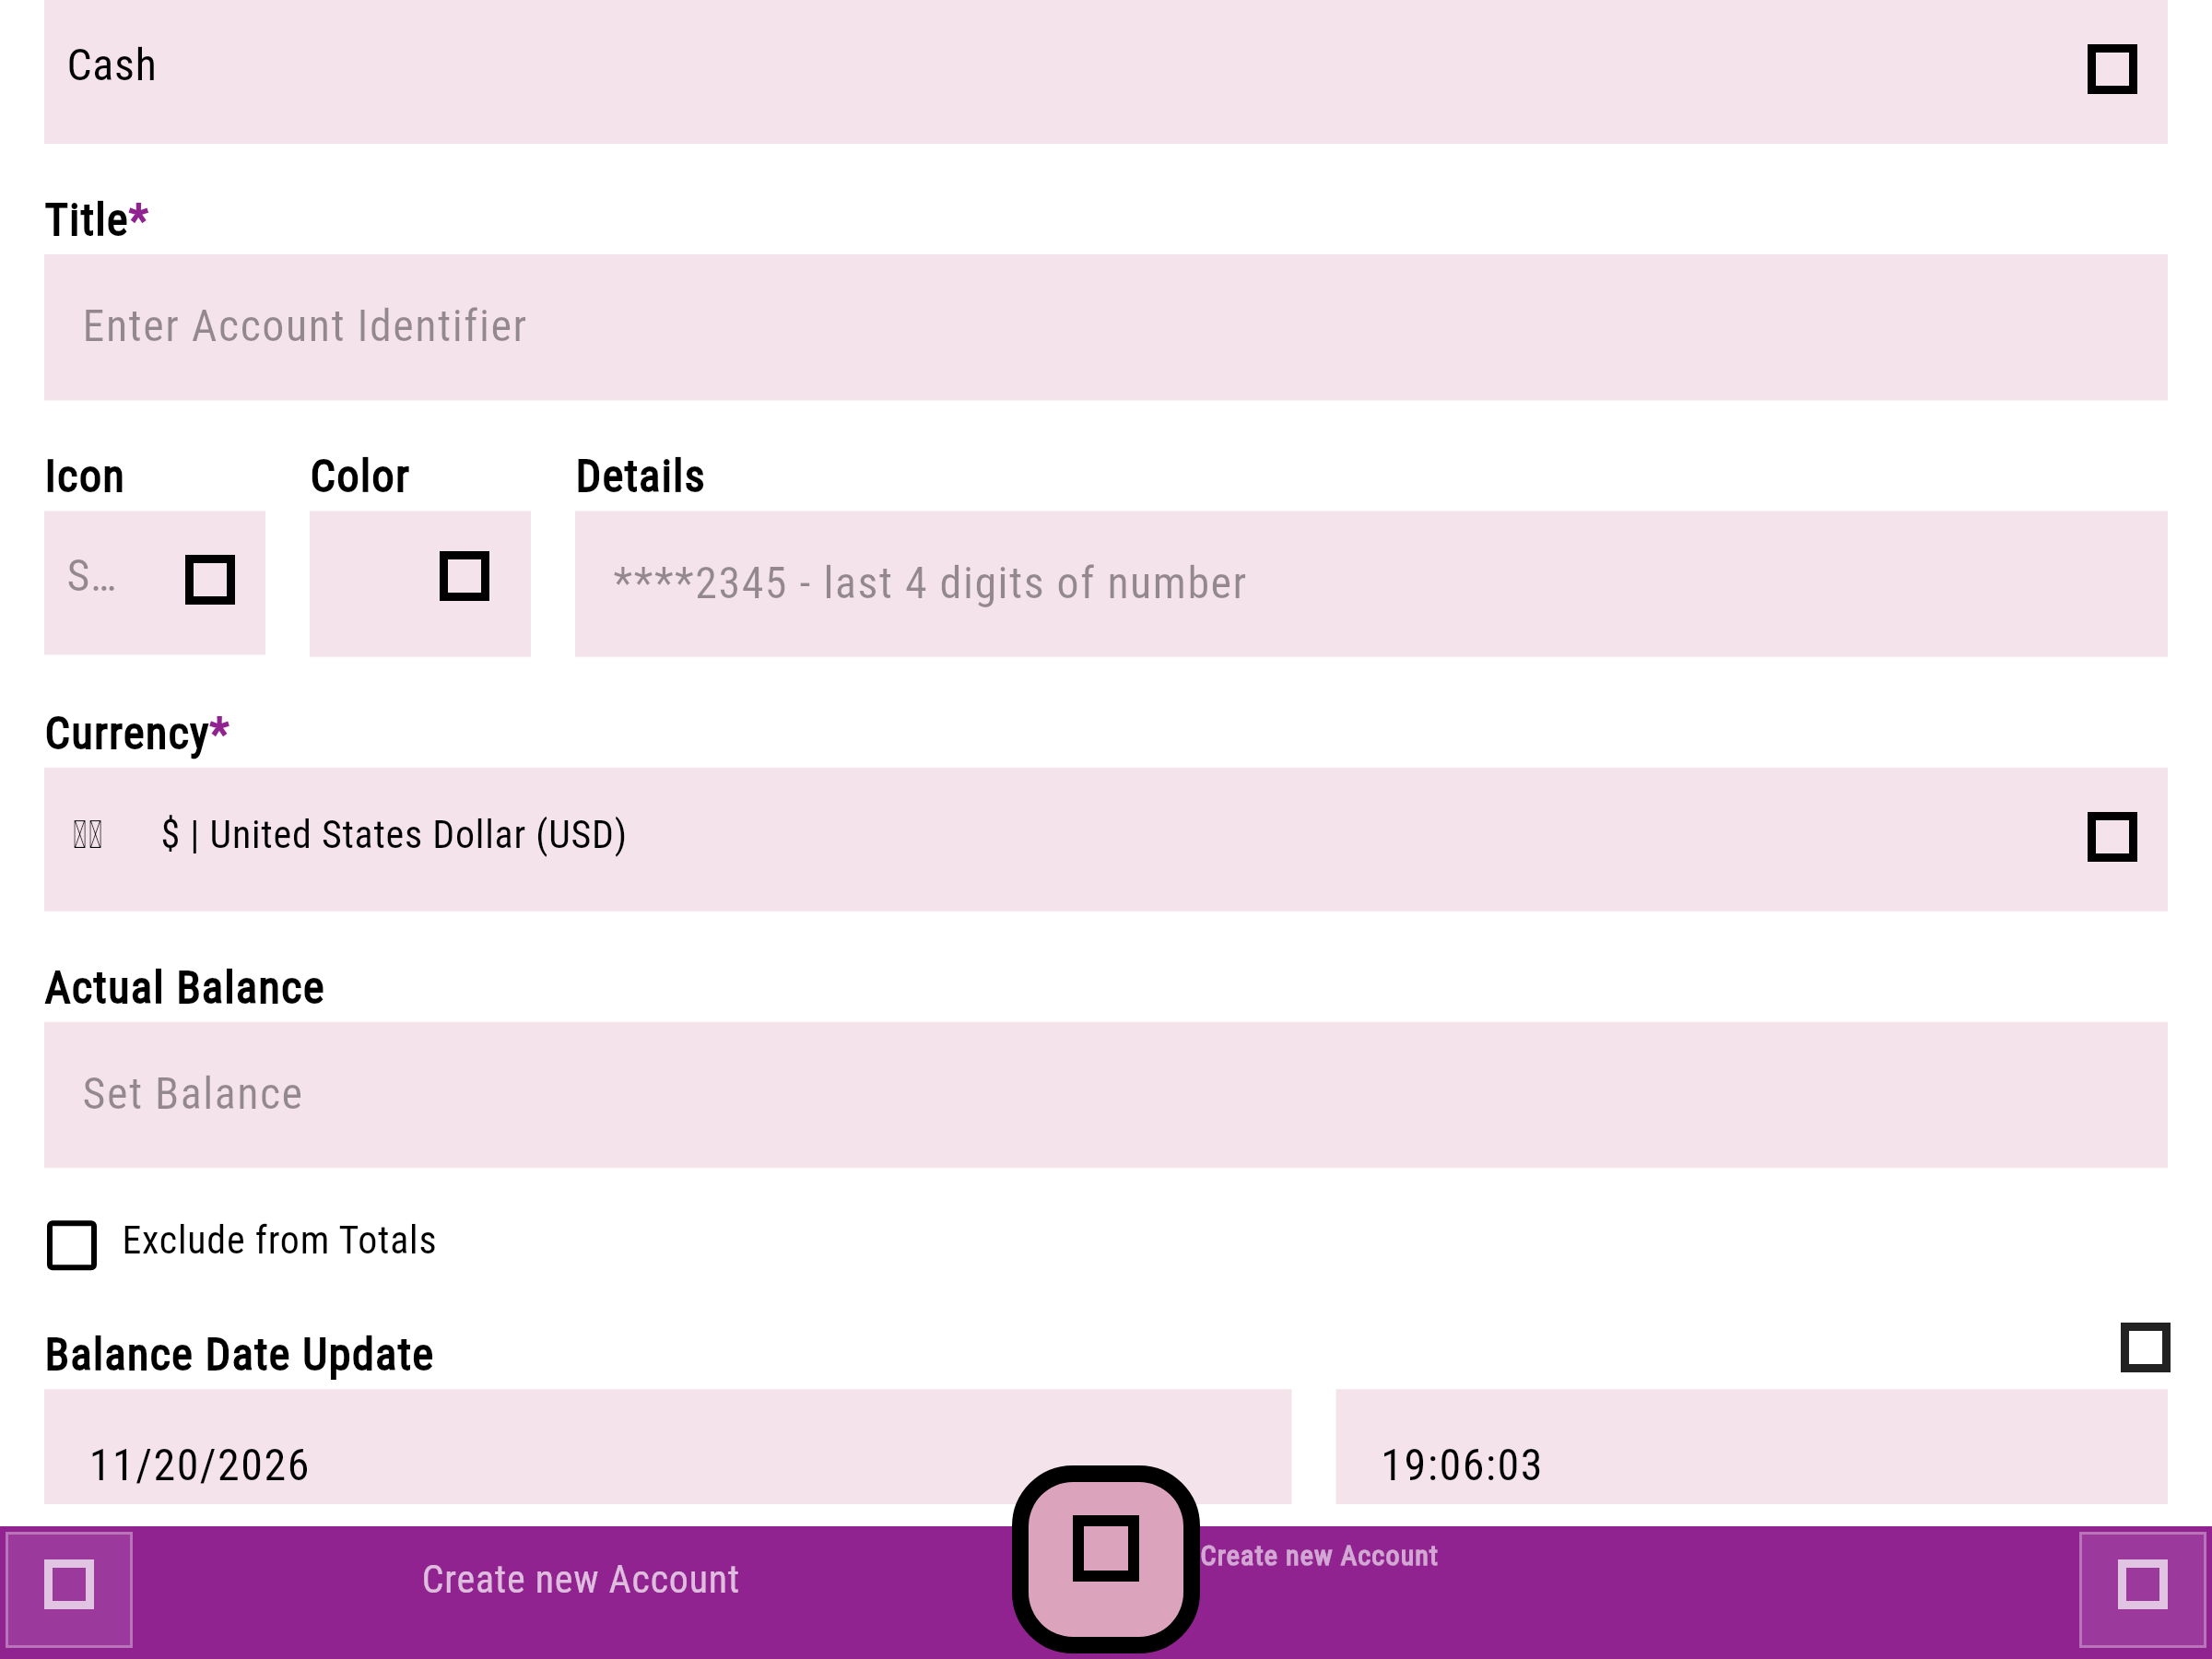 Cash
Title*
Enter Account Identifier
Icon
Color
Details
S…
****2345 - last 4 digits of number
Currency*
$ | United States Dollar (USD)
Actual Balance
Set Balance
Exclude from Totals
Balance Date Update
11/20/2026
19:06:03
Create new Account
Create new Account